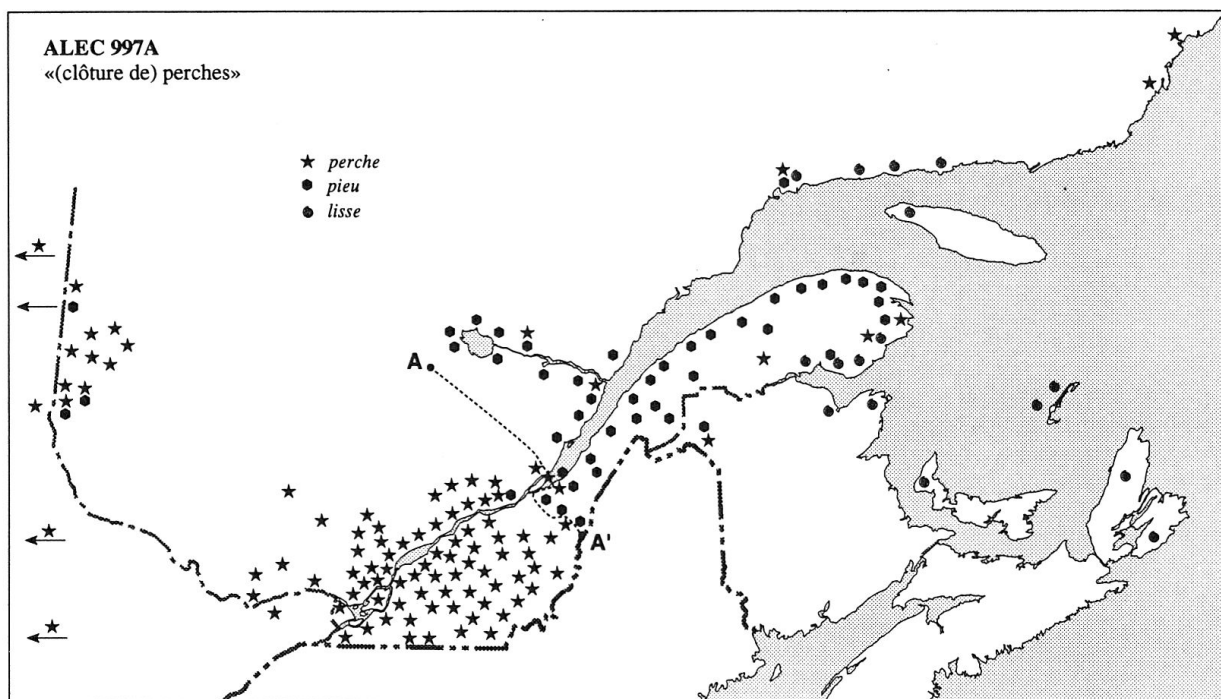 ALEC 997A
«(clôture de) perches»
perche
pieu
lisse
A
A'